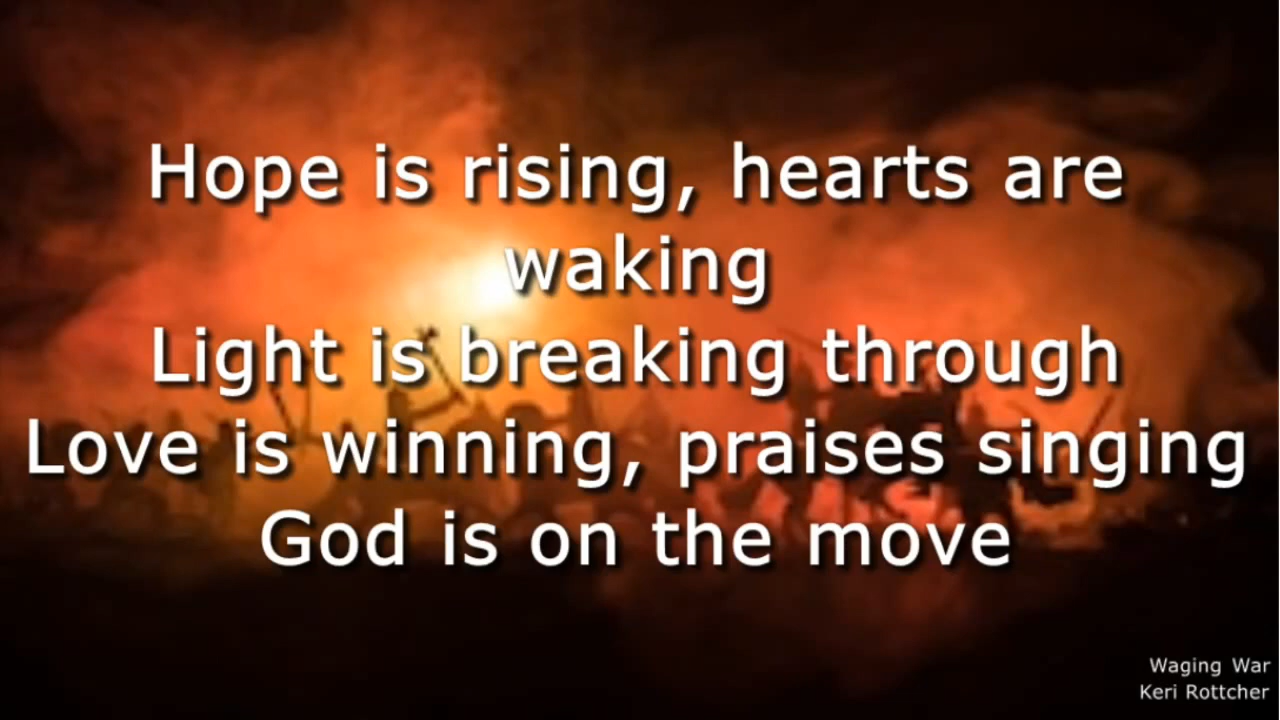 Hope is rising, hearts are
waking
Light is breaking through
Love is winning, praises singing
God is on the move
Waging War
Keri Rottcher